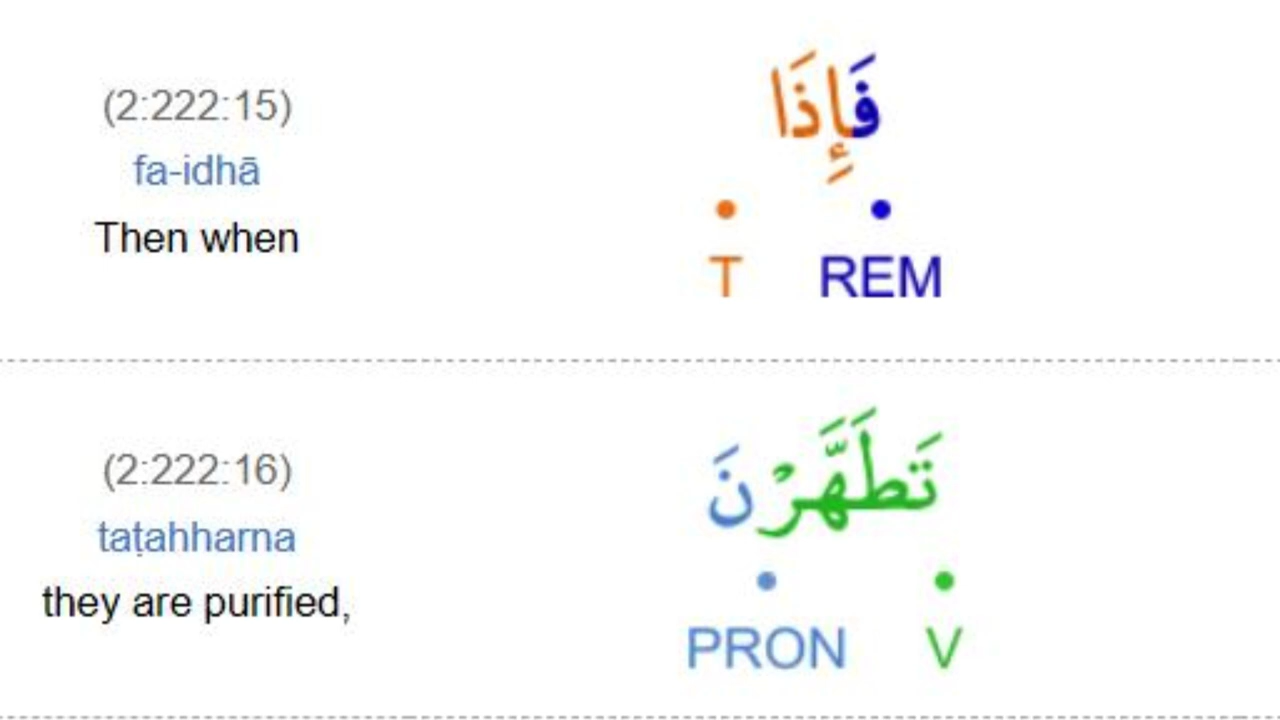 (2:222:15)
fa-idhā
Then when
فَإِذَا
T REM
(2:222:16)
taṭahharna
they are purified,
تَطَهَّرْنَ
PRON V